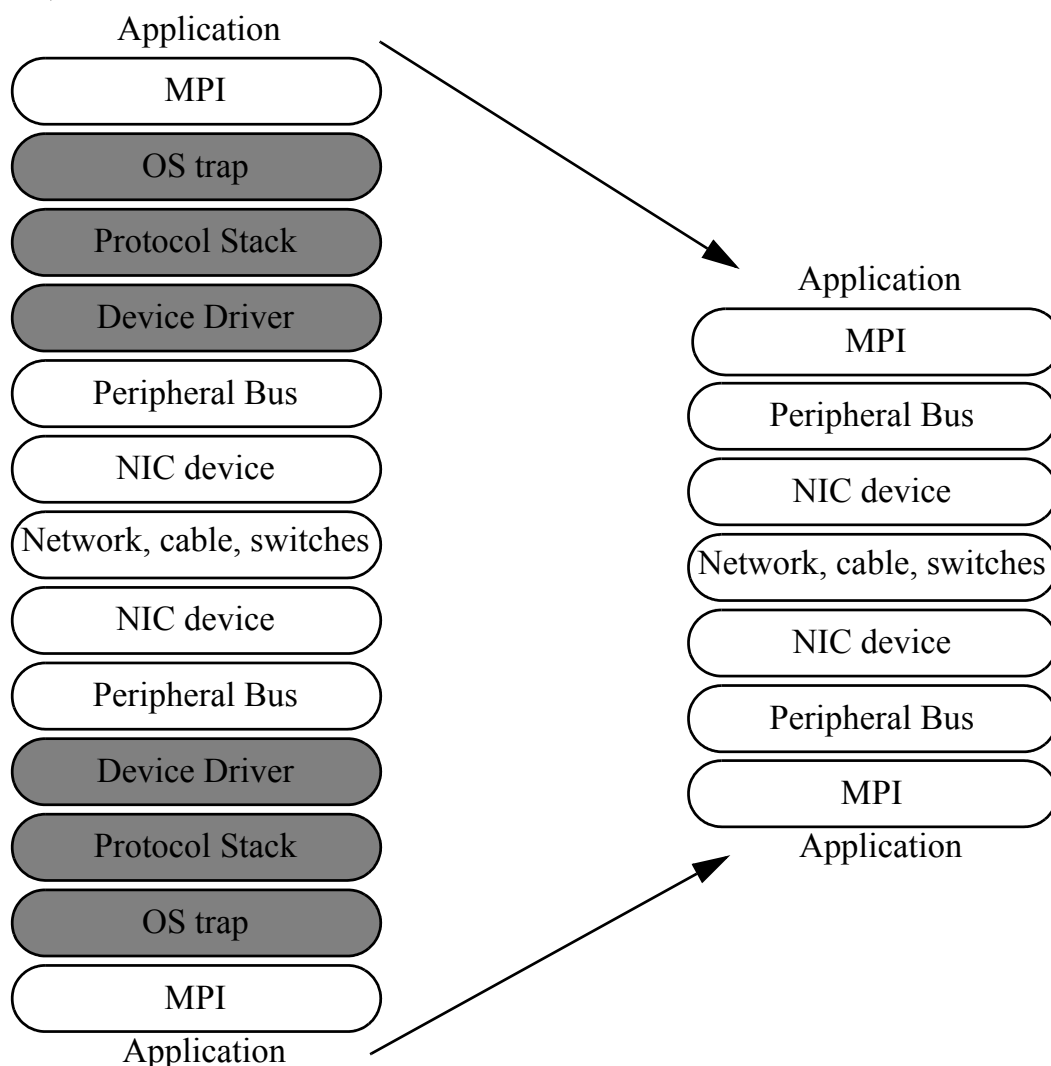 Application
MPI
OS trap
Protocol Stack
Device Driver
Peripheral Bus
NIC device
Network, cable, switches
NIC device
Peripheral Bus
Device Driver
Protocol Stack
OS trap
MPI
Application
Application
MPI
Peripheral Bus
NIC device
Network, cable, switches
NIC device
Peripheral Bus
MPI
Application